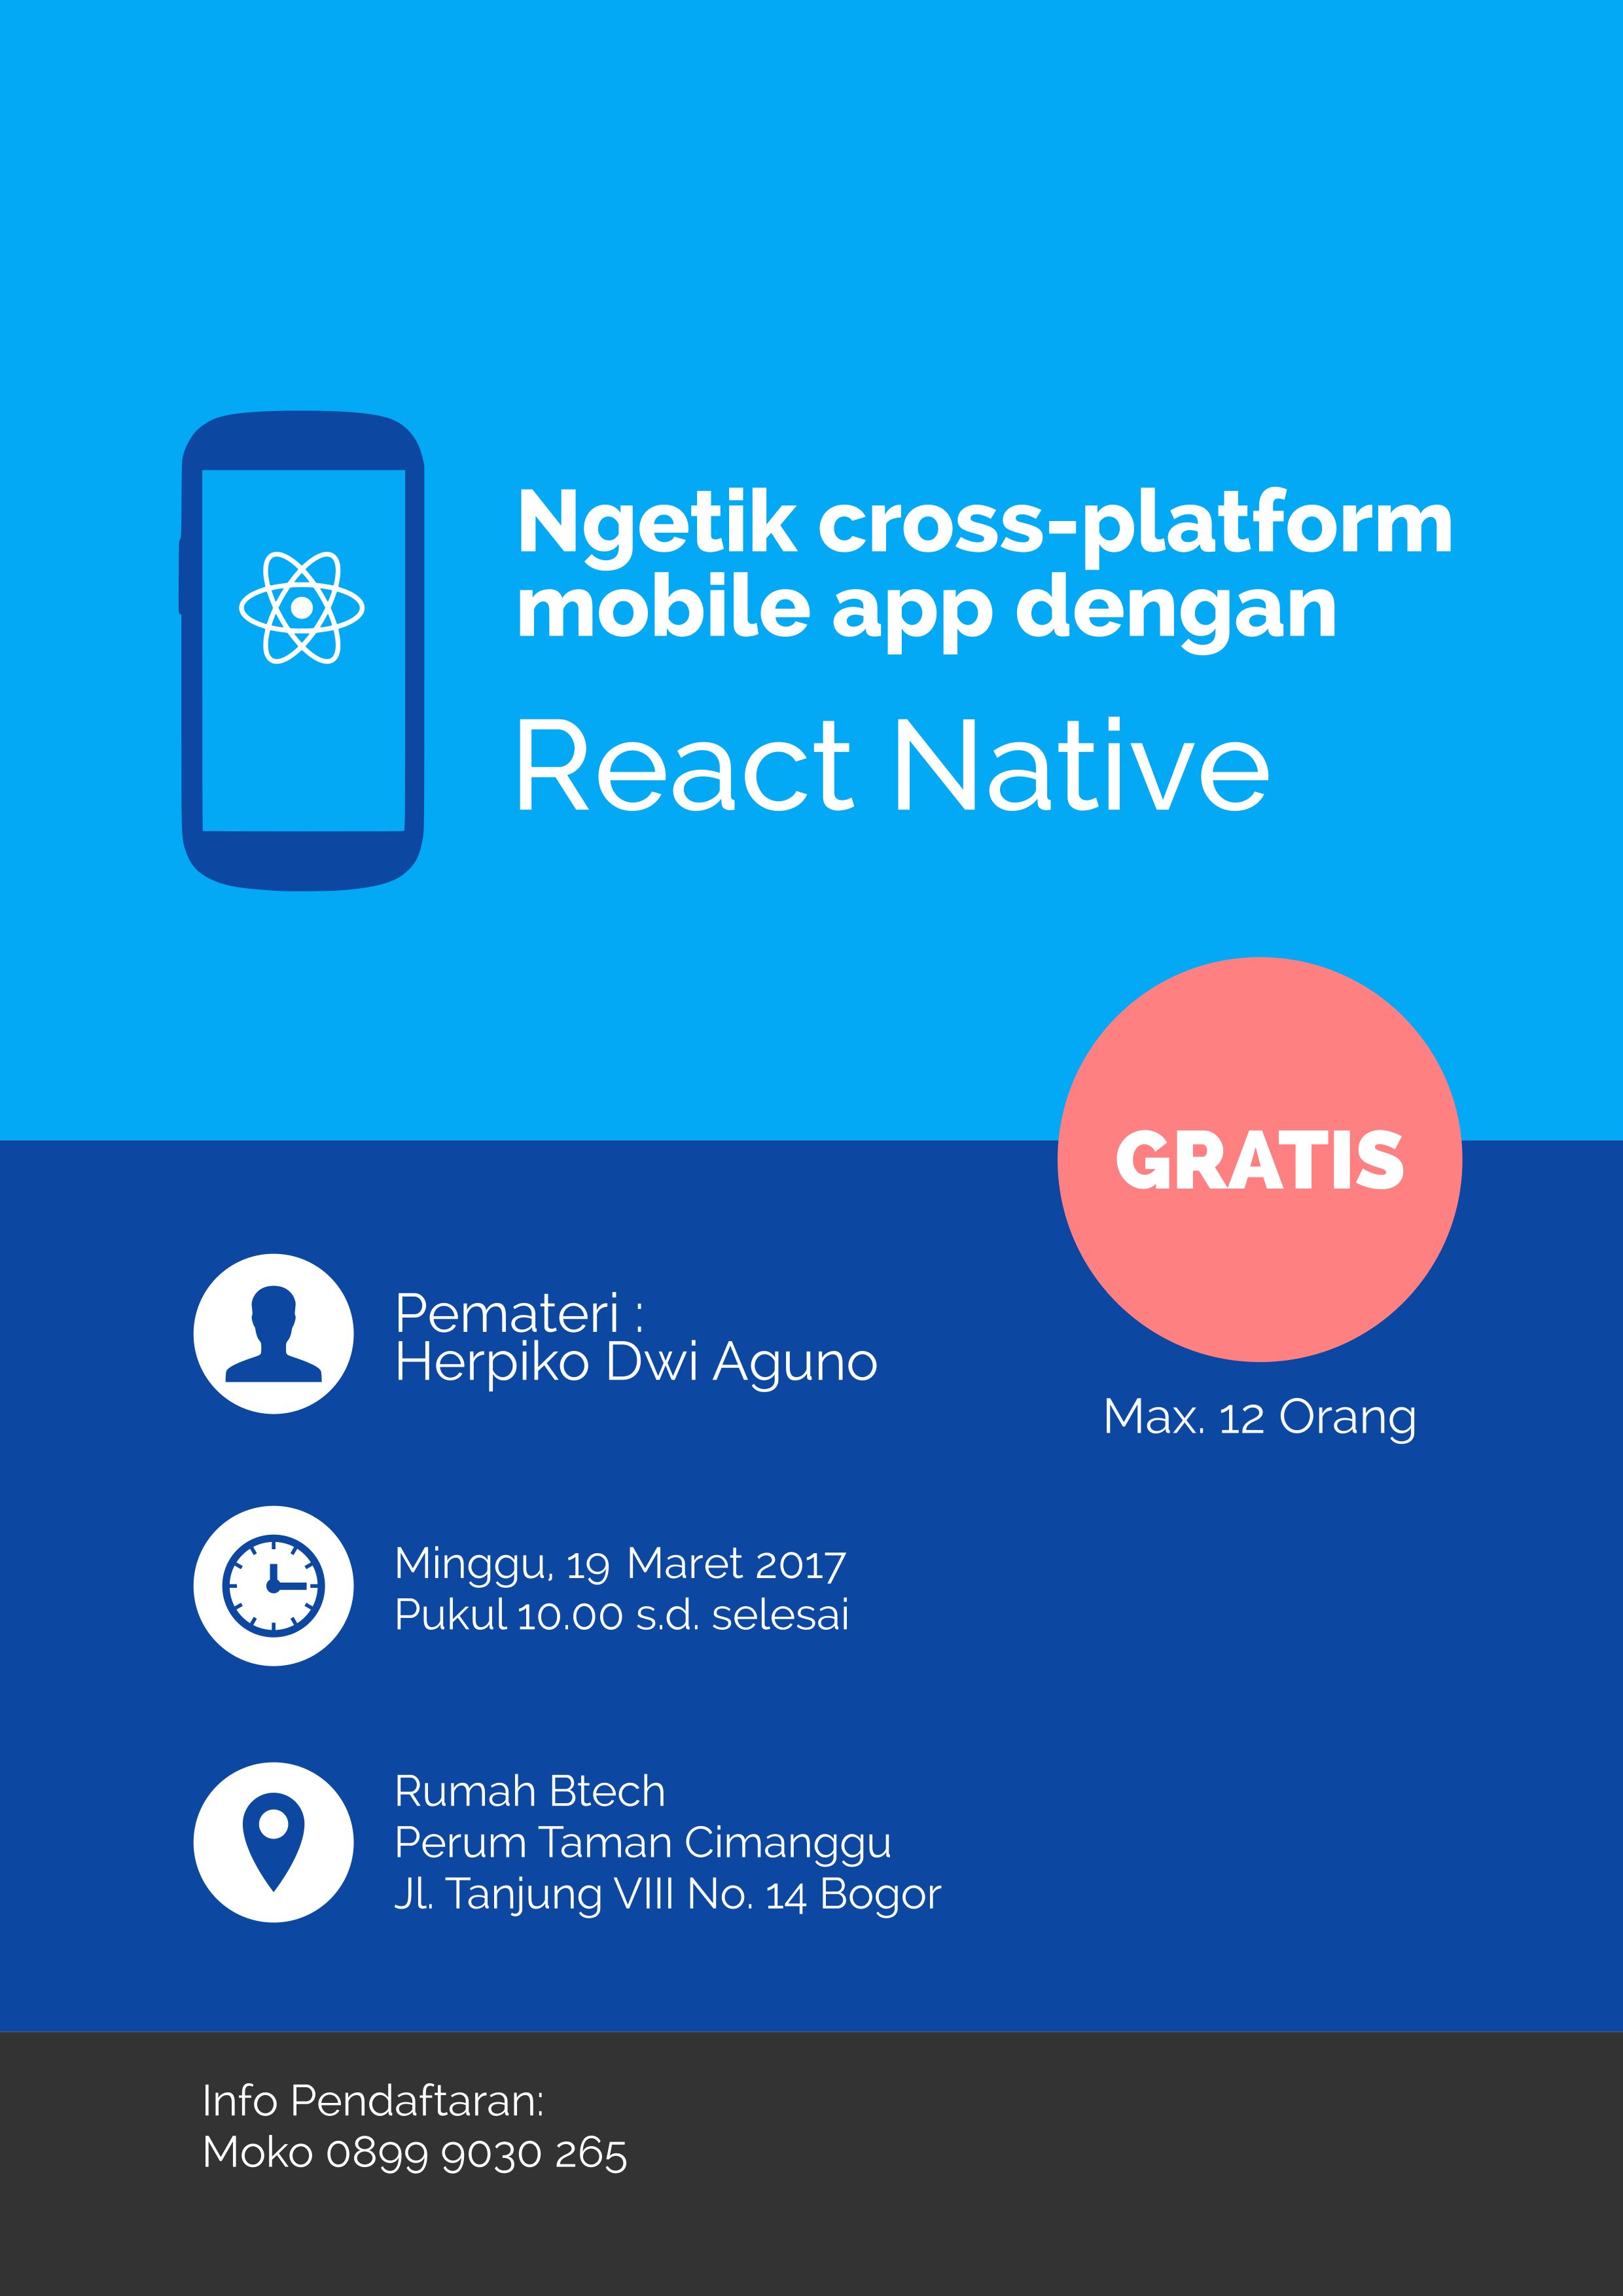 Ngetik cross-platform
mobile app dengan
React Native
GRATIS
Max. 12 Orang
Pemateri :
Herpiko Dwi Aguno
Minggu, 19 Maret 2017
Pukul 10.00 s.d. selesai
Rumah Btech
Perum Taman Cimanggu
Jl. Tanjung VIII No. 14 Bogor
Info Pendaftaran:
Moko 0899 9030 265